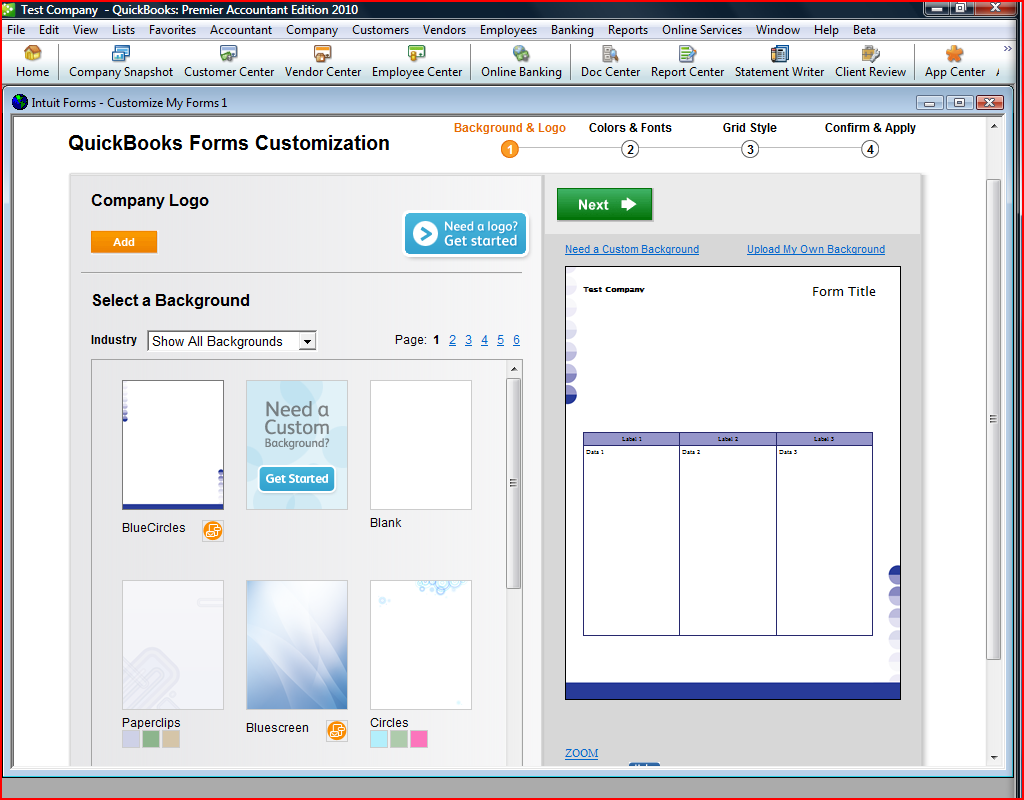 Test Company - QuickBooks: Premier Accountant Edition 2010
File Edit View Lists Favorites Accountant Company Customers Vendors Employees Banking Reports Online Services Window Help Beta
Home Company Snapshot Customer Center Vendor Center Employee Center Online Banking Doc Center Report Center Statement Writer Client Review App Center
Intuit Forms - Customize My Forms 1
QuickBooks Forms Customization
Background & Logo Colors & Fonts Grid Style Confirm & Apply
1 2 3 4
Company Logo
Add
Need a logo?
Get started
Select a Background
Industry Show All Backgrounds Page: 1 2 3 4 5 6
Need a
Custom
Background?
Get Started
BlueCircles
Blank
Paperclips
Bluescreen
Circles
Next
Need a Custom Background Upload My Own Background
Test Company
Form Title
Label 1 Label 2 Label 3
Data 1 Data 2 Data 3
ZOOM